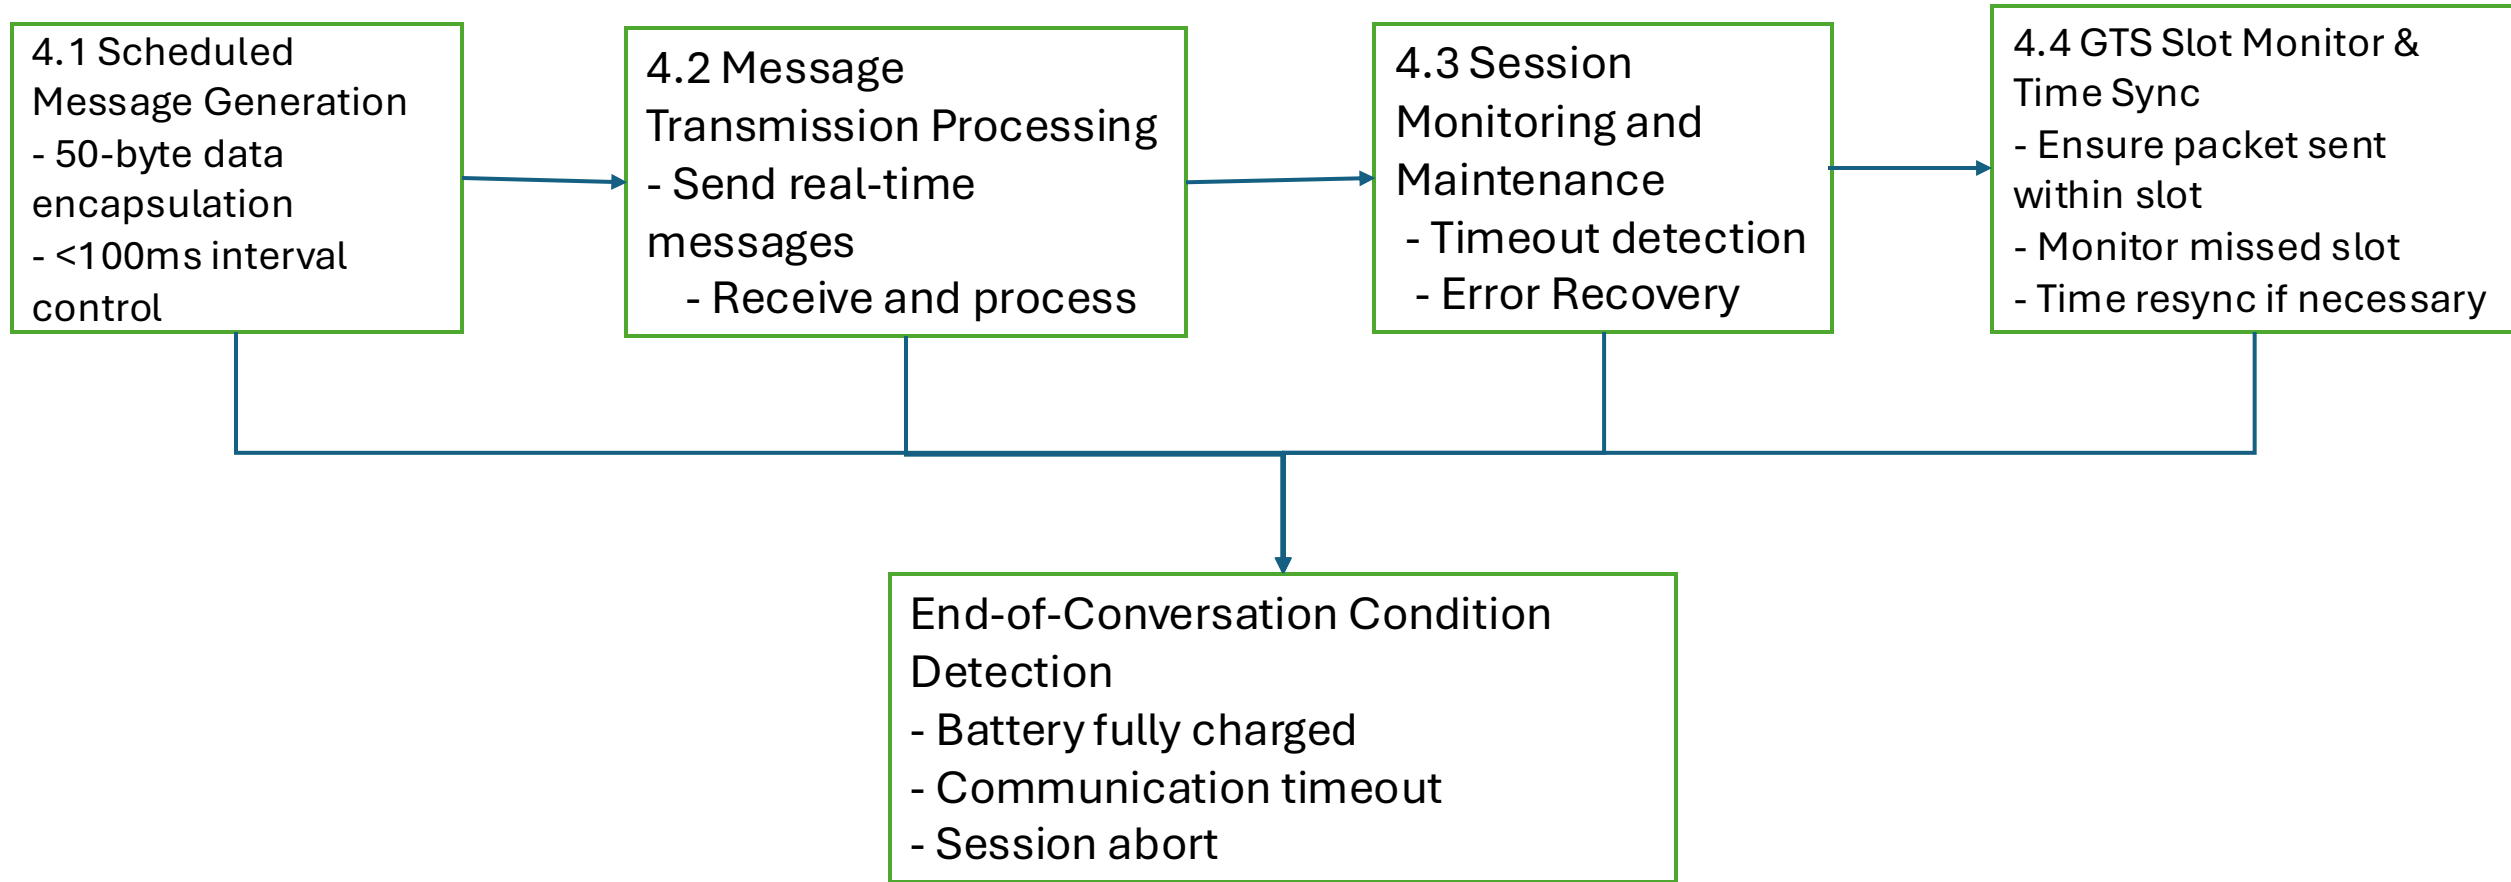 4.1 Scheduled
Message Generation
- 50-byte data
encapsulation
- <100ms interval
control
4.2 Message
Transmission Processing
- Send real-time
messages
- Receive and process
4.3 Session
Monitoring and
Maintenance
- Timeout detection
- Error Recovery
4.4 GTS Slot Monitor &
Time Sync
- Ensure packet sent
within slot
- Monitor missed slot
- Time resync if necessary
End-of-Conversation Condition
Detection
- Battery fully charged
- Communication timeout
- Session abort